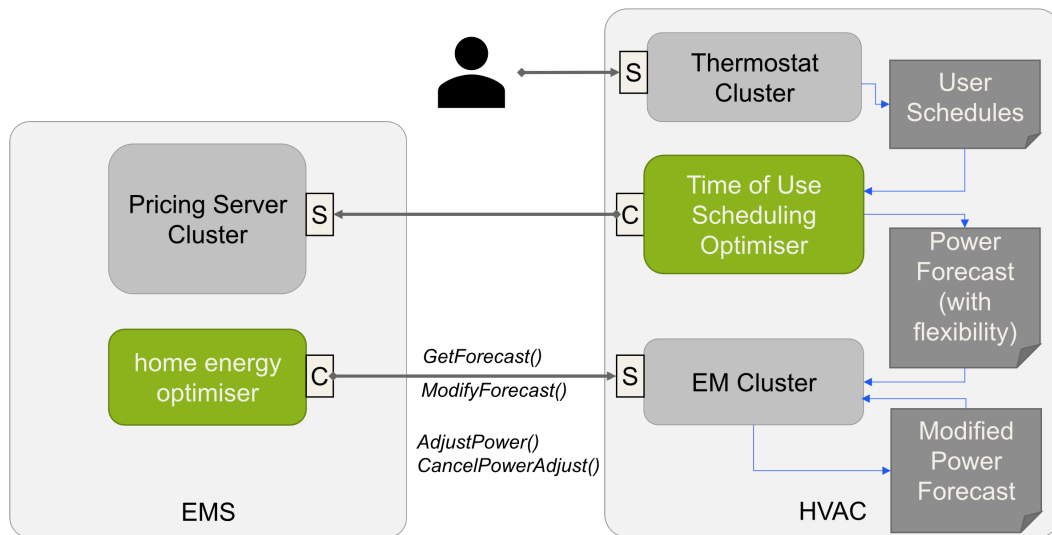 S
Thermostat
Cluster
User
Schedules
Pricing Server
Cluster
S
C
Time of Use
Scheduling
Optimiser
Power
Forecast
(with
flexibility)
home energy
optimiser
C
GetForecast()
ModifyForecast()
S
EM Cluster
AdjustPower()
CancelPowerAdjust()
Modified
Power
Forecast
EMS
HVAC